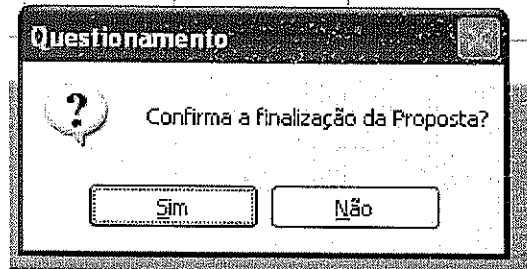 Questionamento
?
Confirma a finalização da Proposta?
Sim
Não